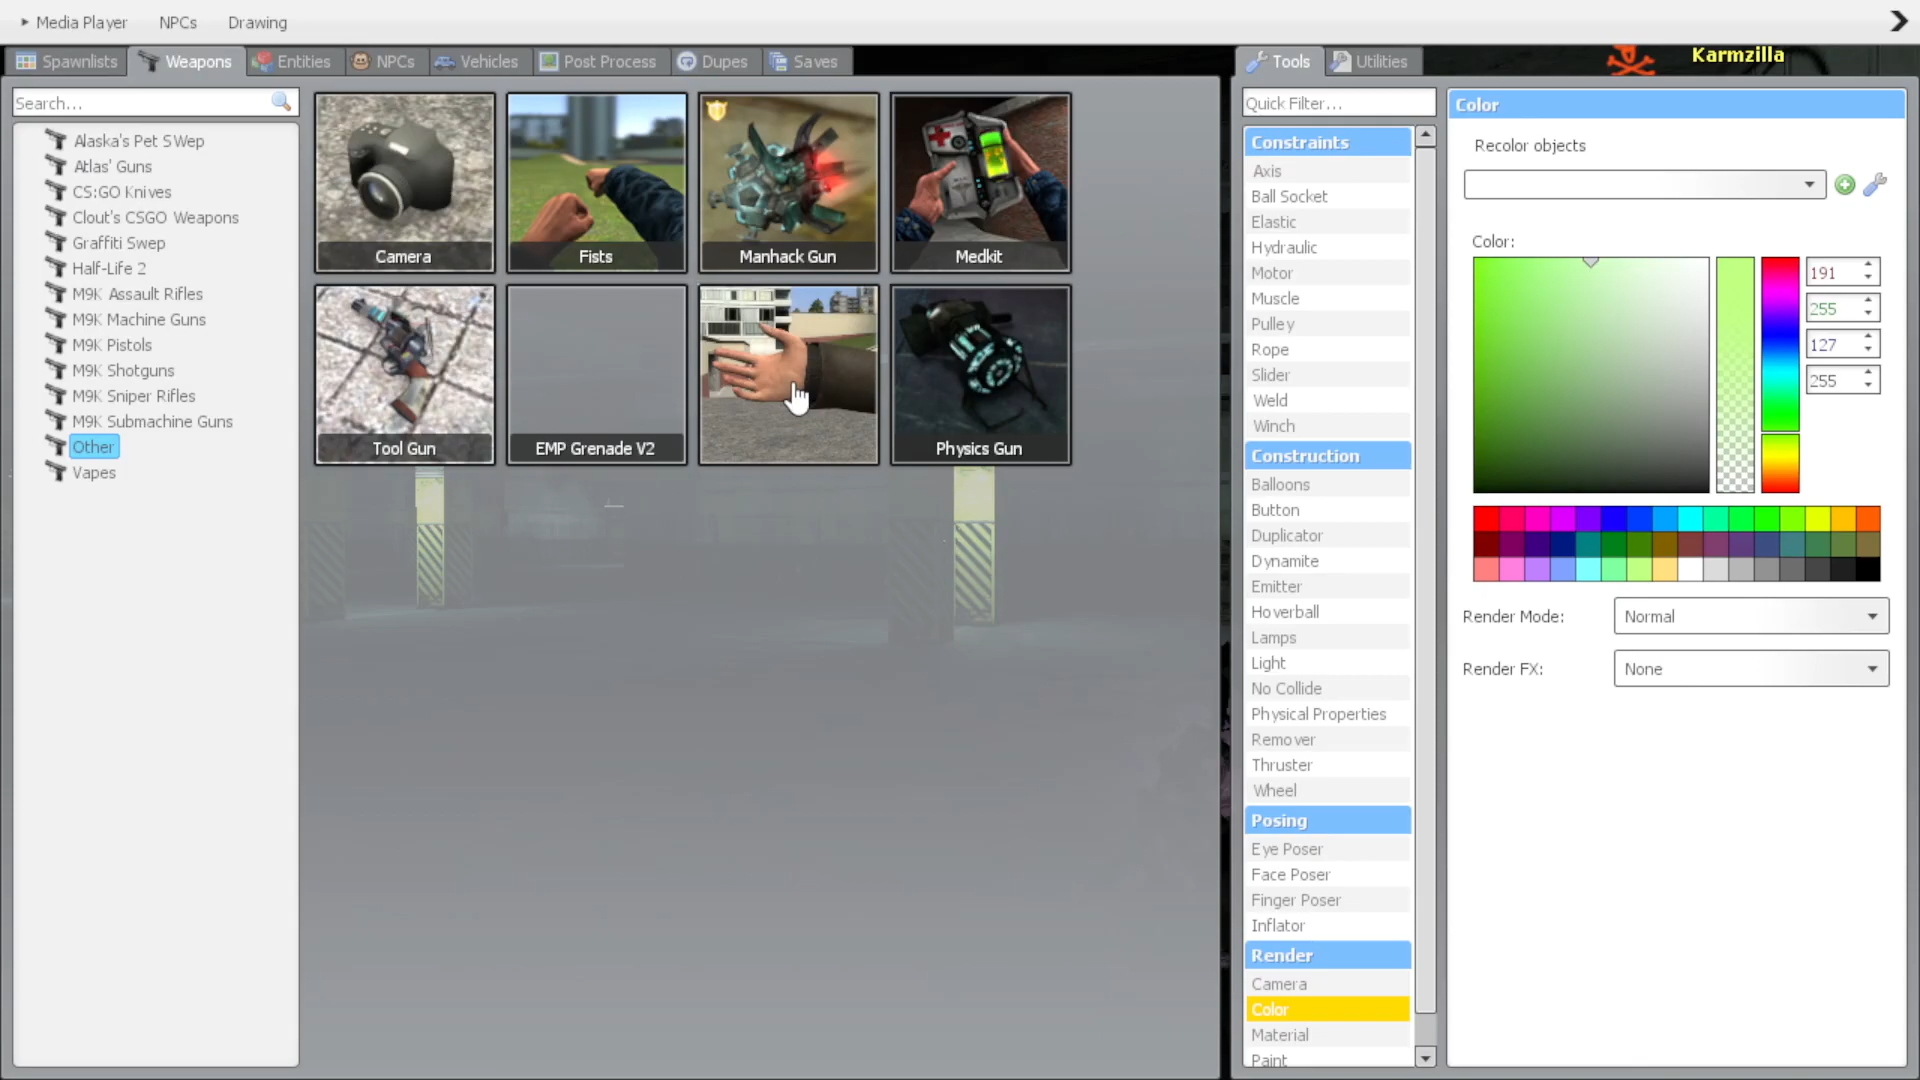 Media Player NPCs Drawing
Karmzilla
Spawnlists Weapons Entities NPCs Vehicles Post Process Dupes Saves
Tools Utilities
Search...
Alaska's Pet SWep
Atlas' Guns
CS:GO Knives
Clout's CSGO Weapons
Graffiti Swep
Half-Life 2
M9K Assault Rifles
M9K Machine Guns
M9K Pistols
M9K Shotguns
M9K Sniper Rifles
M9K Submachine Guns
Other
Vapes
Camera
Fists
Manhack Gun
Medkit
Tool Gun
EMP Grenade V2
Physics Gun
Quick Filter...
Constraints
Axis
Ball Socket
Elastic
Hydraulic
Motor
Muscle
Pulley
Rope
Slider
Weld
Winch
Construction
Balloons
Button
Duplicator
Dynamite
Emitter
Hoverball
Lamps
Light
No Collide
Physical Properties
Remover
Thruster
Wheel
Posing
Eye Poser
Face Poser
Finger Poser
Inflator
Render
Camera
Color
Material
Paint
Color
Recolor objects
Color:
191
255
127
255
Render Mode: Normal
Render FX: None